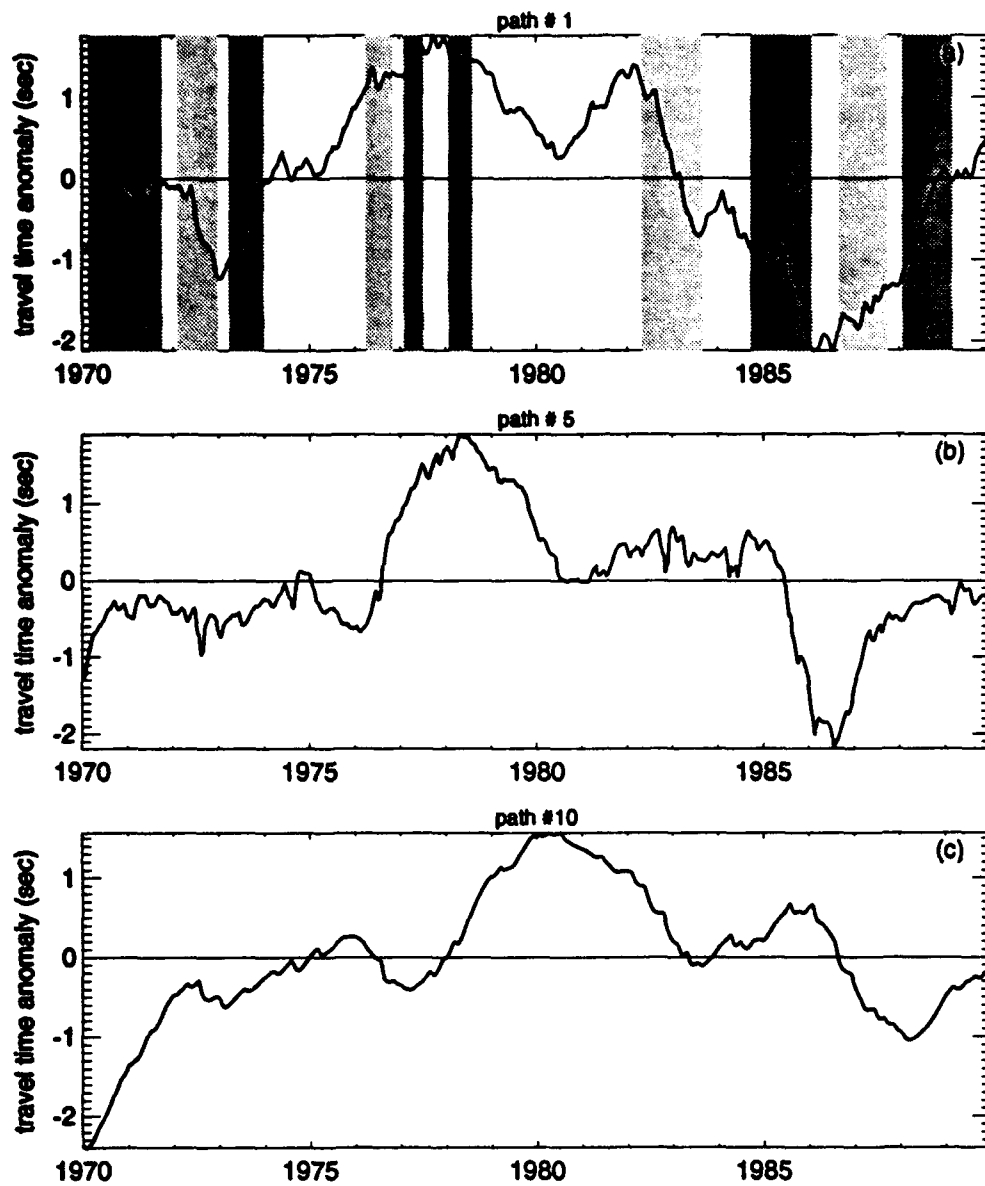 path # 1
(a)
travel time anomaly (sec)
1
0
-1
-2
1970 1975 1980 1985
path # 5
(b)
travel time anomaly (sec)
1
0
-1
-2
1970 1975 1980 1985
path #10
(c)
travel time anomaly (sec)
1
0
-1
-2
1970 1975 1980 1985